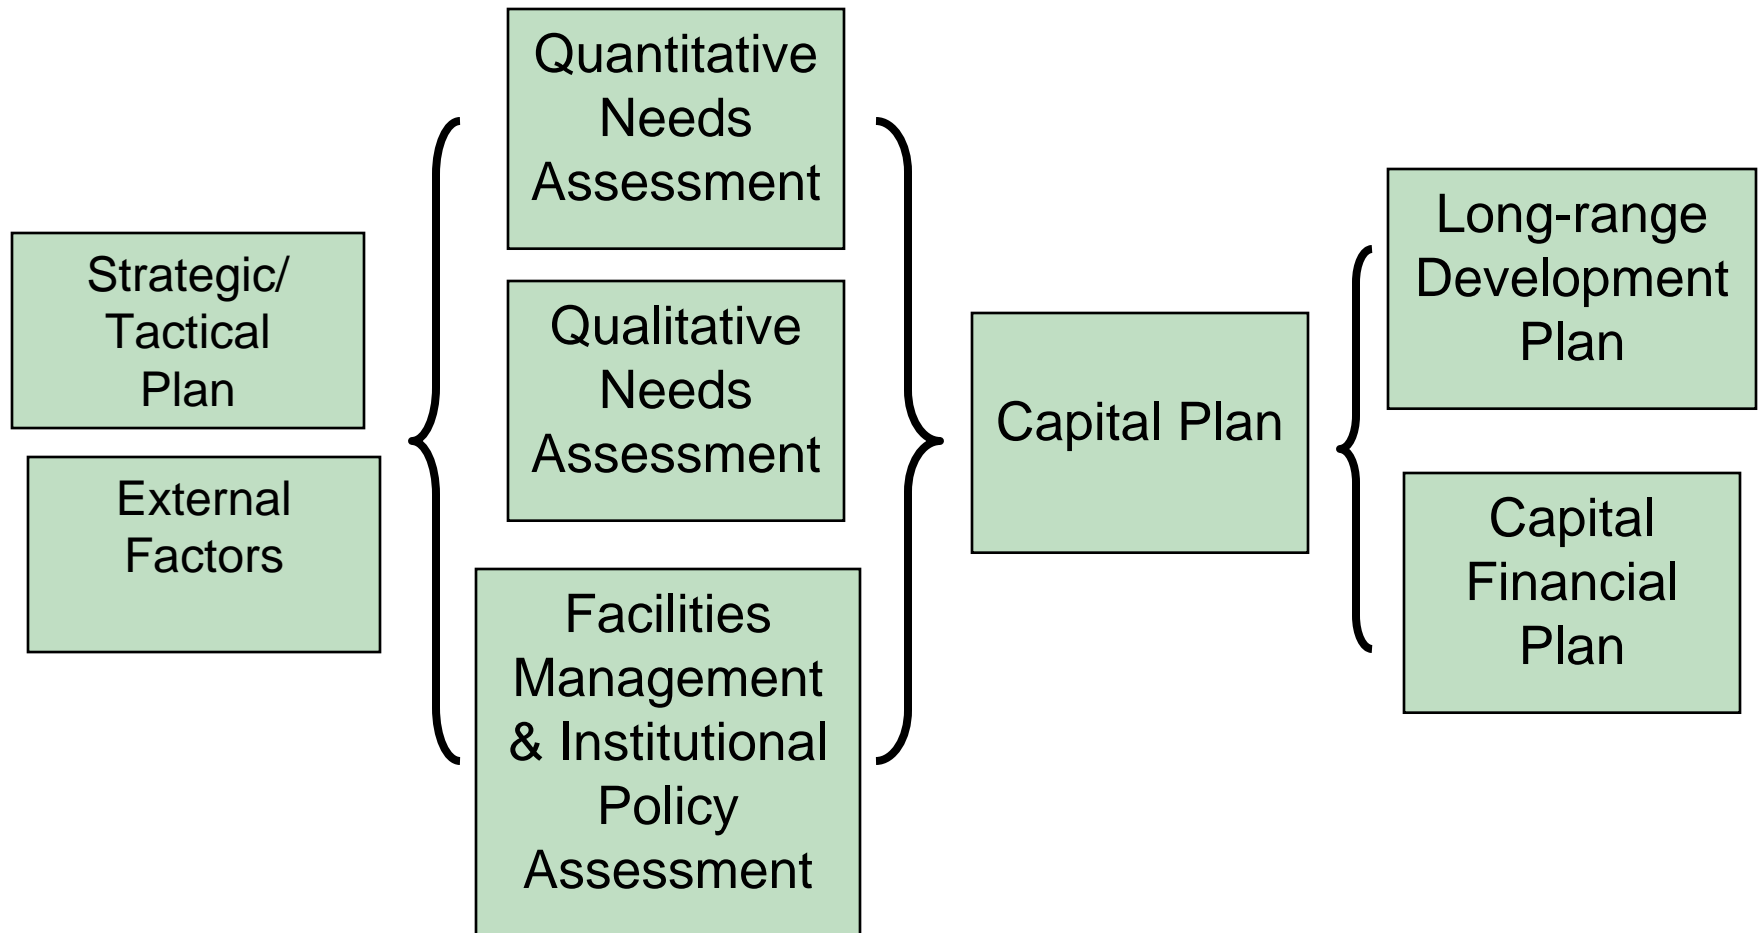 Strategic/
Tactical
Plan
External
Factors
Quantitative
Needs
Assessment
Qualitative
Needs
Assessment
Facilities
Management
& Institutional
Policy
Assessment
Capital Plan
Long-range
Development
Plan
Capital
Financial
Plan